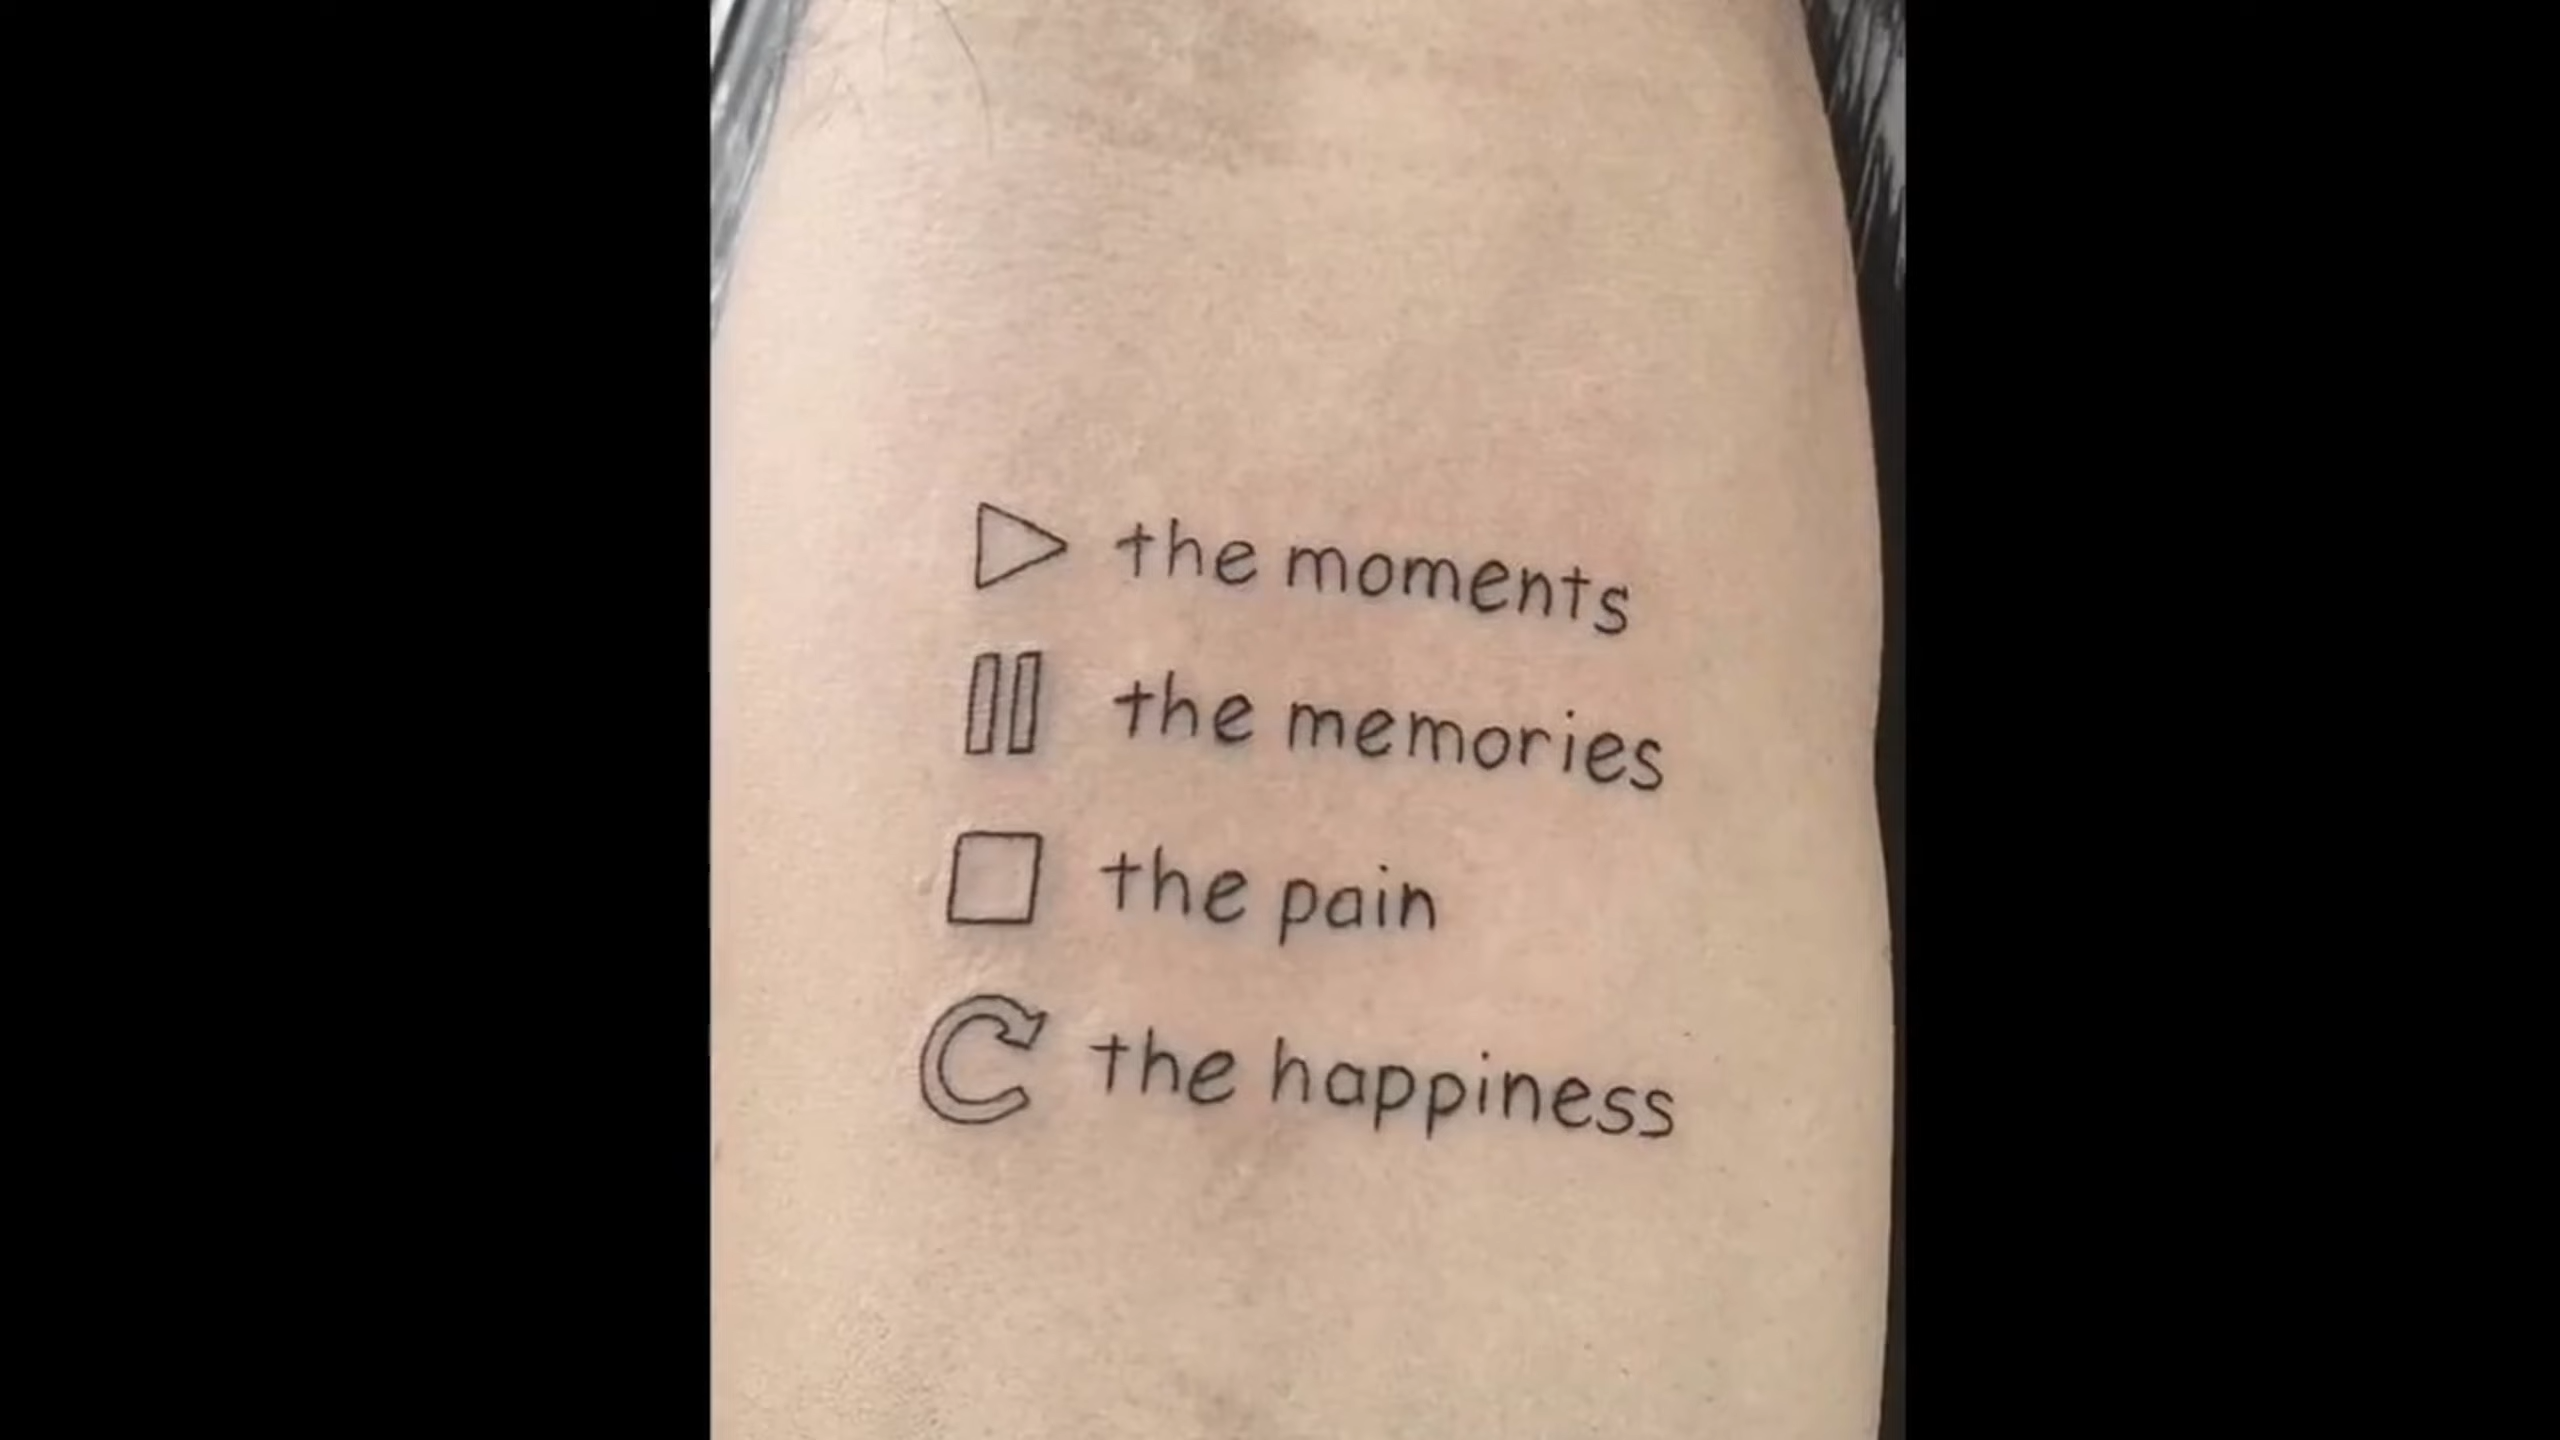 the moments
the memories
the pain
the happiness